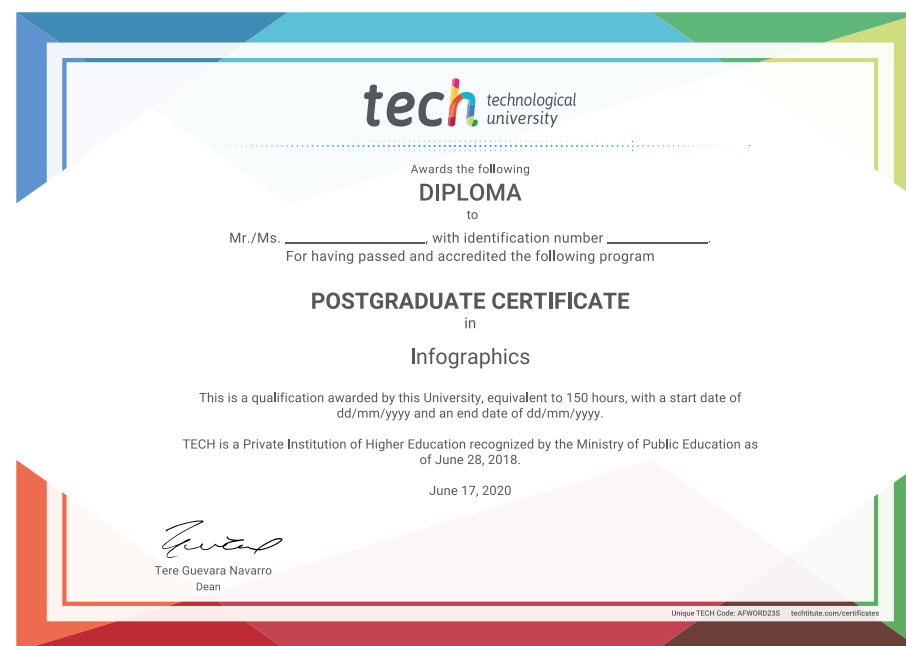 tech technological
university
Awards the following
DIPLOMA
to
Mr./Ms. ____________________, with identification number ______________.
For having passed and accredited the following program
POSTGRADUATE CERTIFICATE
in
Infographics
This is a qualification awarded by this University, equivalent to 150 hours, with a start date of
dd/mm/yyyy and an end date of dd/mm/yyyy.
TECH is a Private Institution of Higher Education recognized by the Ministry of Public Education as
of June 28, 2018.
June 17, 2020
Tere Guevara Navarro
Dean
Unique TECH Code: AFWORD23S techtitute.com/certificates